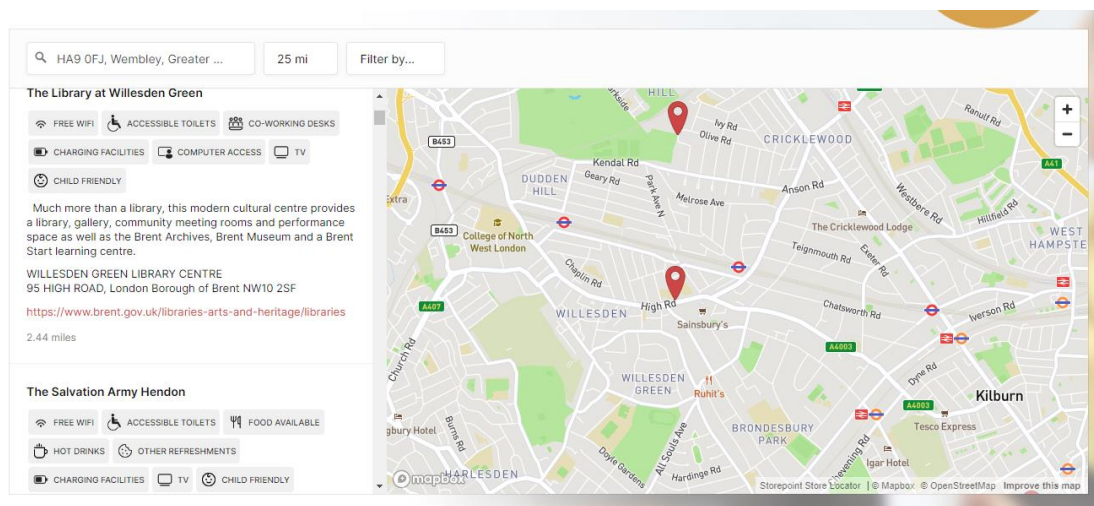 HA9 0FJ, Wembley, Greater ...
25 mi
Filter by...
The Library at Willesden Green
FREE WIFI
ACCESSIBLE TOILETS
CO-WORKING DESKS
CHARGING FACILITIES
COMPUTER ACCESS
TV
CHILD FRIENDLY
Much more than a library, this modern cultural centre provides
a library, gallery, community meeting rooms and performance
space as well as the Brent Archives, Brent Museum and a Brent
Start learning centre.
WILLESDEN GREEN LIBRARY CENTRE
95 HIGH ROAD, London Borough of Brent NW10 2SF
https://www.brent.gov.uk/libraries-arts-and-heritage/libraries
2.44 miles
The Salvation Army Hendon
FREE WIFI
ACCESSIBLE TOILETS
FOOD AVAILABLE
HOT DRINKS
OTHER REFRESHMENTS
CHARGING FACILITIES
TV
CHILD FRIENDLY
HILL
Ivy Rd
Olive Rd
CRICKLEWOOD
Ranulf Rd
+
−
B453
A41
Kendal Rd
DUDDEN
HILL
Geary Rd
Park Ave N
Melrose Ave
Anson Rd
Westbere Rd
Hillfield Rd
Extra
B453
College of North
West London
The Cricklewood Lodge
WEST
HAMPSTE
Teignmouth Rd
Exeter Rd
Chaplin Rd
A407
WILLESDEN
High Rd
Sainsbury's
Chatsworth Rd
Iverson Rd
Church Rd
A4003
Dyne Rd
WILLESDEN
GREEN
Ruhit's
Kilburn
A4003
Tesco Express
gbury Hotel
Burns Rd
BRONDESBURY
PARK
All Souls Ave
Doyle Gardens
Chevening Rd
Igar Hotel
Hardinge Rd
HARLESDEN
mapbox
Storepoint Store Locator | © Mapbox © OpenStreetMap Improve this map